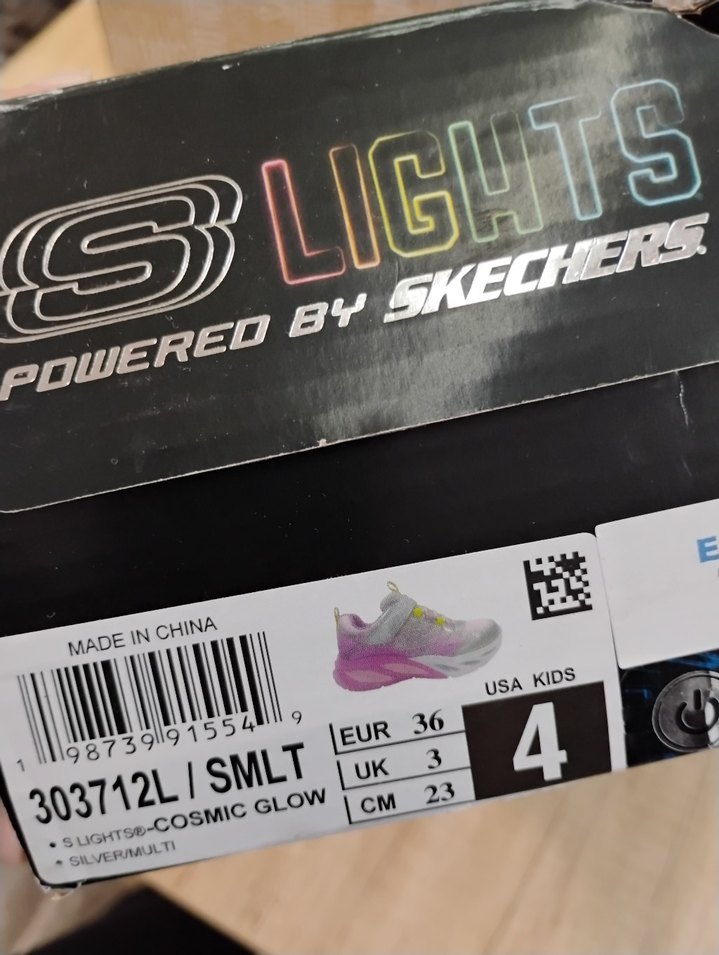 S LIGHTS
POWERED BY SKECHERS
MADE IN CHINA
1 98739 91554 9
303712L / SMLT
• S LIGHTS®-COSMIC GLOW
• SILVER/MULTI
EUR 36
UK 3
CM 23
USA KIDS
4
E